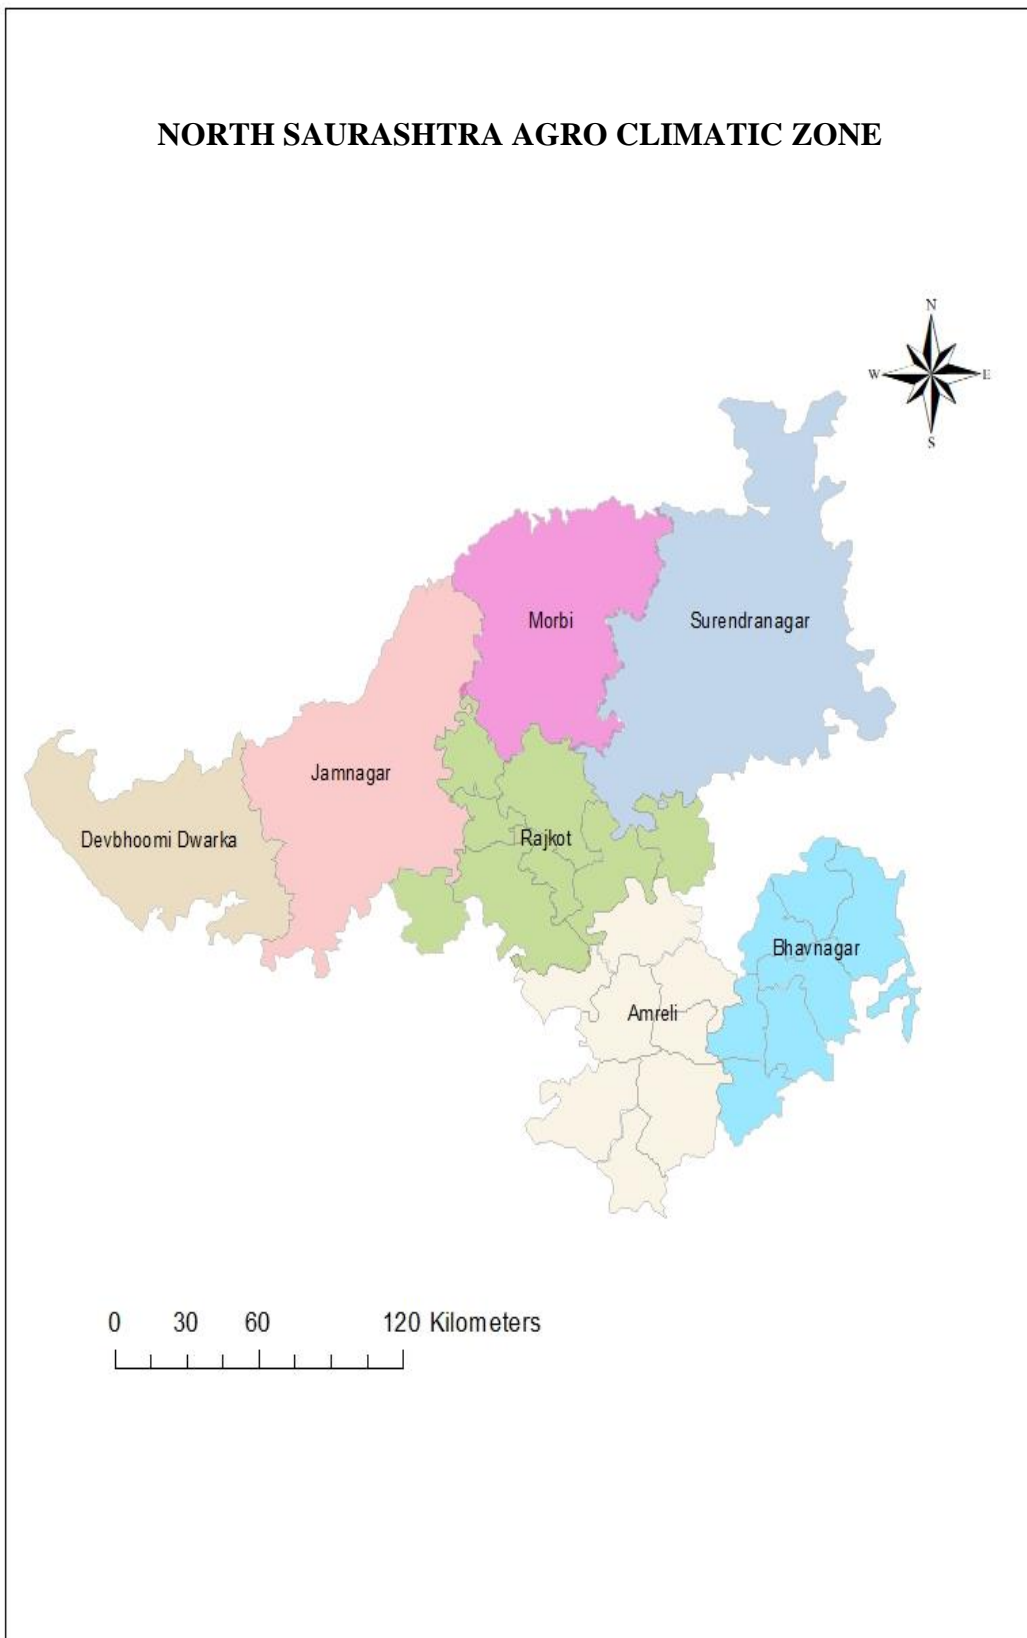 NORTH SAURASHTRA AGRO CLIMATIC ZONE
N
W E
S
Morbi
Surendranagar
Jamnagar
Devbhoomi Dwarka
Rajkot
Bhavnagar
Amreli
0 30 60 120 Kilometers